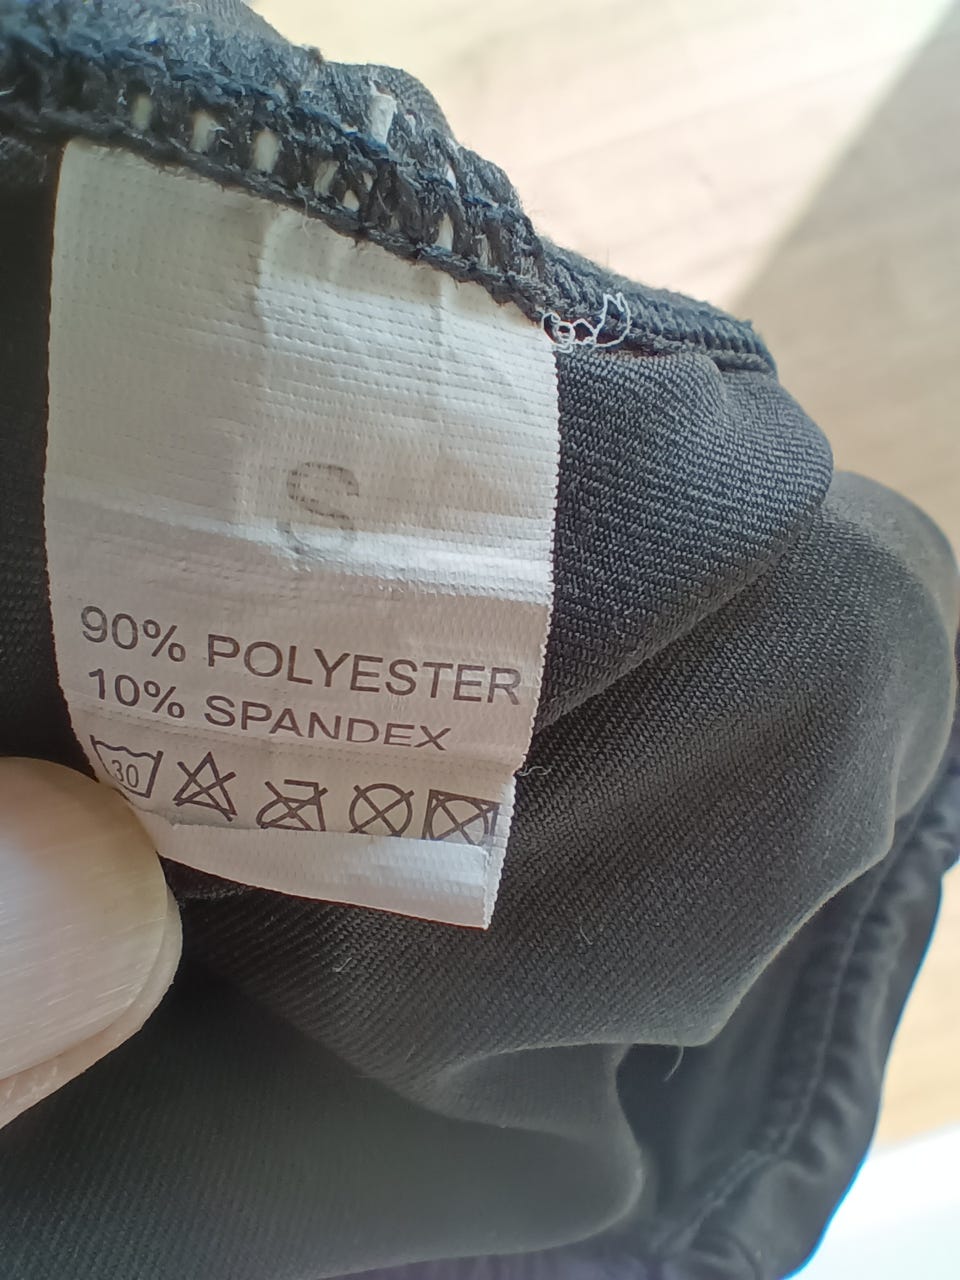 S
90% POLYESTER
10% SPANDEX
30